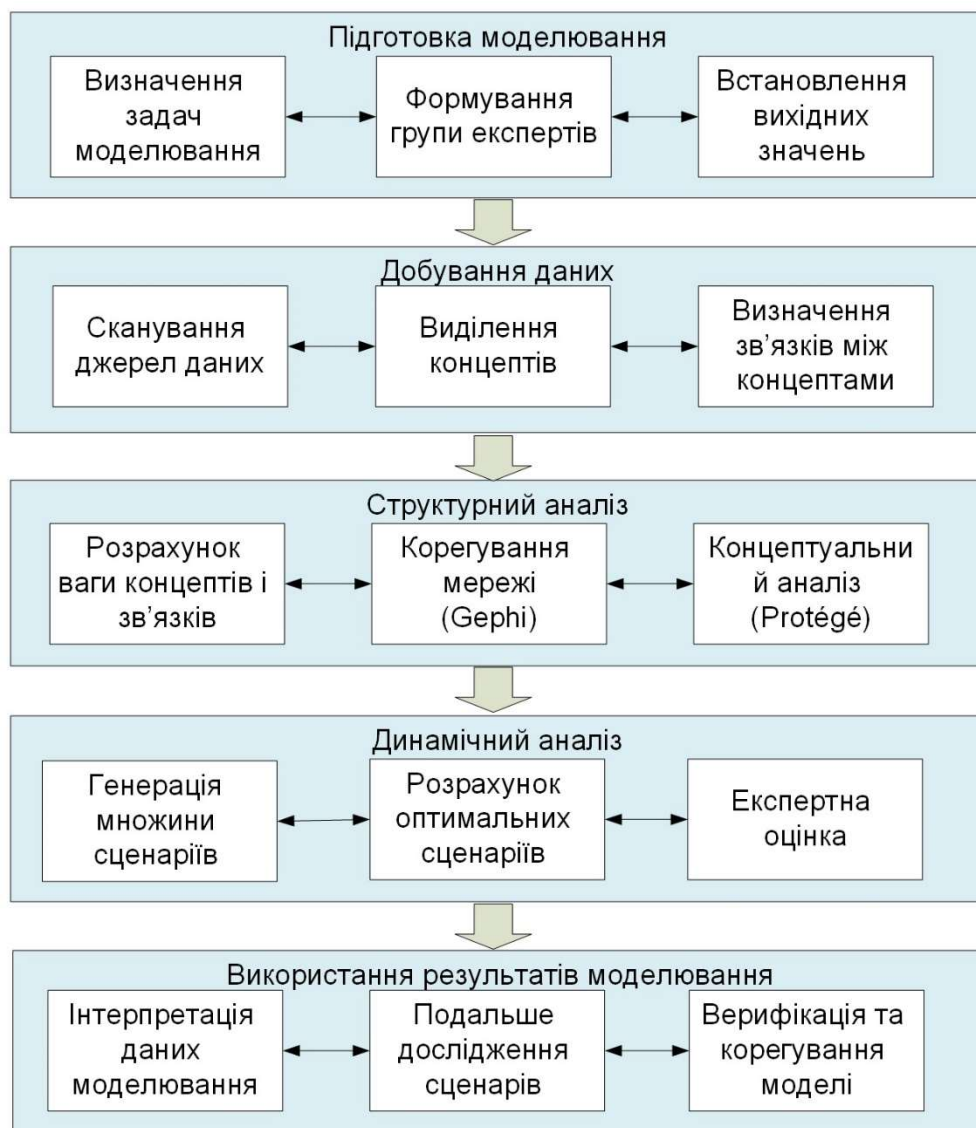 Підготовка моделювання
Визначення
задач
моделювання
Формування
групи експертів
Встановлення
вихідних
значень
Добування даних
Сканування
джерел даних
Виділення
концептів
Визначення
зв’язків між
концептами
Структурний аналіз
Розрахунок
ваги концептів і
зв’язків
Корегування
мережі
(Gephi)
Концептуальни
й аналіз
(Protégé)
Динамічний аналіз
Генерація
множини
сценаріїв
Розрахунок
оптимальних
сценаріїв
Експертна
оцінка
Використання результатів моделювання
Інтерпретація
даних
моделювання
Подальше
дослідження
сценарів
Верифікація та
корегування
моделі